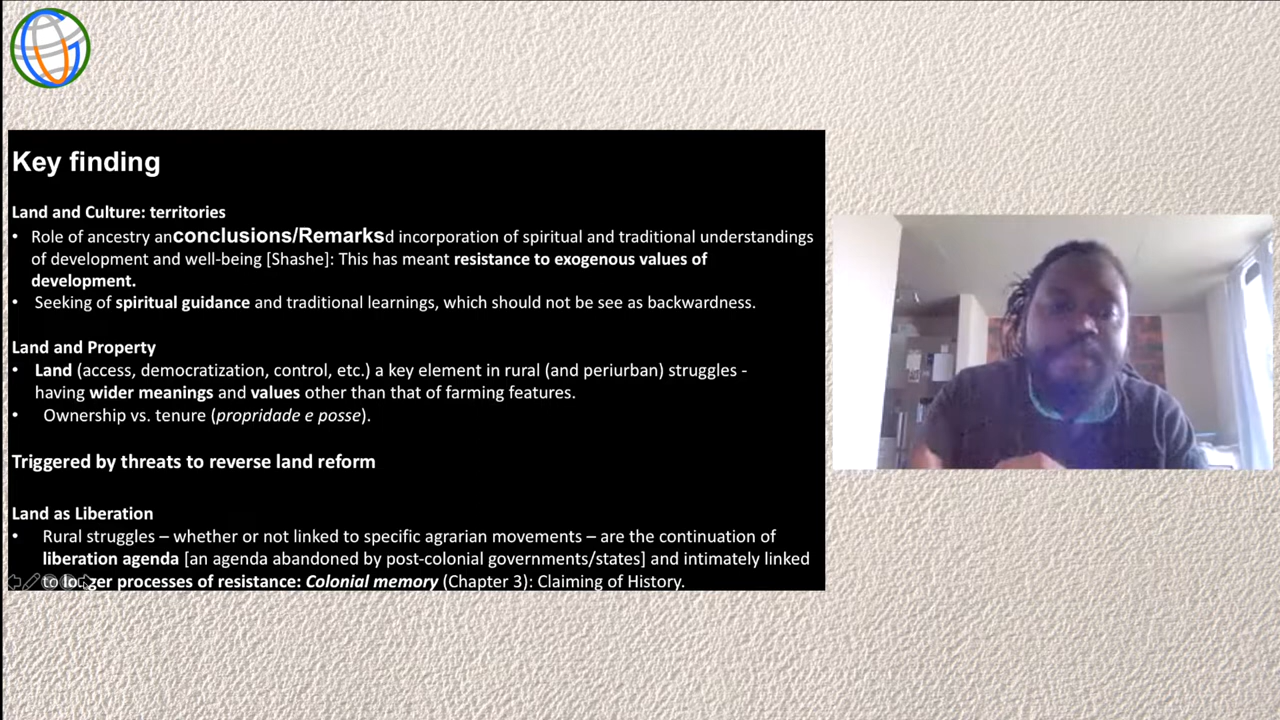 Key finding
Land and Culture: territories
• Role of ancestry anconclusions/Remarksd incorporation of spiritual and traditional understandings
of development and well-being [Shashe]: This has meant resistance to exogenous values of
development.
• Seeking of spiritual guidance and traditional learnings, which should not be see as backwardness.
Land and Property
• Land (access, democratization, control, etc.) a key element in rural (and periurban) struggles -
having wider meanings and values other than that of farming features.
• Ownership vs. tenure (propridade e posse).
Triggered by threats to reverse land reform
Land as Liberation
• Rural struggles – whether or not linked to specific agrarian movements – are the continuation of
liberation agenda [an agenda abandoned by post-colonial governments/states] and intimately linked
to longer processes of resistance: Colonial memory (Chapter 3): Claiming of History.